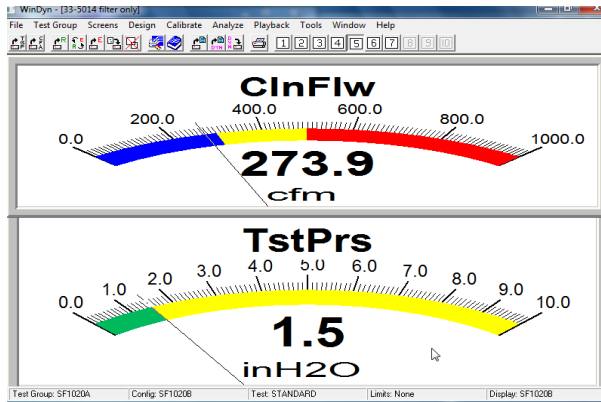 WinDyn - [33-5014 filter only]
File Test Group Screens Design Calibrate Analyze Playback Tools Window Help
1 2 3 4 5 6 7 8 9 10
ClnFlw
0.0 200.0 400.0 600.0 800.0 1000.0
273.9
cfm
TstPrs
0.0 1.0 2.0 3.0 4.0 5.0 6.0 7.0 8.0 9.0 10.0
1.5
inH2O
Test Group: SF1020A Config: SF1020B Test: STANDARD Limits: None Display: SF1020B